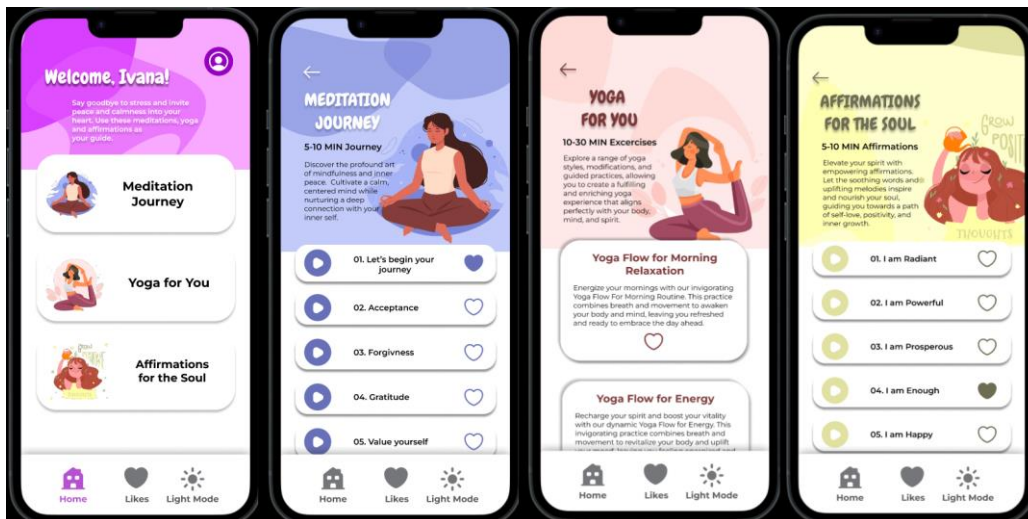 Welcome, Ivana!
Say goodbye to stress and invite
peace and calmness into your
heart. Use these meditations, yoga
and affirmations as
your guide.
Meditation
Journey
Yoga for You
Affirmations
for the Soul
Home
Likes
Light Mode
MEDITATION
JOURNEY
5-10 MIN Journey
Discover the profound art
of mindfulness and inner
peace. Cultivate a calm,
centered mind while
nurturing a deep
connection with your
inner self.
01. Let's begin your
journey
02. Acceptance
03. Forgivness
04. Gratitude
05. Value yourself
Home
Likes
Light Mode
YOGA
FOR YOU
10-30 MIN Excercises
Explore a range of yoga
styles, modifications, and
guided practices, allowing
you to create a fulfilling
and enriching yoga
experience that aligns
perfectly with your body,
mind, and spirit.
Yoga Flow for Morning
Relaxation
Energize your mornings with our invigorating
Yoga Flow For Morning Routine. This practice
combines breath and movement to awaken
your body and mind, leaving you refreshed
and ready to embrace the day ahead.
Yoga Flow for Energy
Recharge your spirit and boost your vitality
with our dynamic Yoga Flow for Energy. This
invigorating practice combines breath and
movement to revitalize your body and uplift
Home
Likes
Light Mode
AFFIRMATIONS
FOR THE SOUL
5-10 MIN Affirmations
Elevate your spirit with
empowering affirmations.
Let the soothing words and
uplifting melodies inspire
and nourish your soul,
guiding you towards a path
of self-love, positivity, and
inner growth.
GROW
POSIT
THOUGHTS
01. I am Radiant
02. I am Powerful
03. I am Prosperous
04. I am Enough
05. I am Happy
Home
Likes
Light Mode